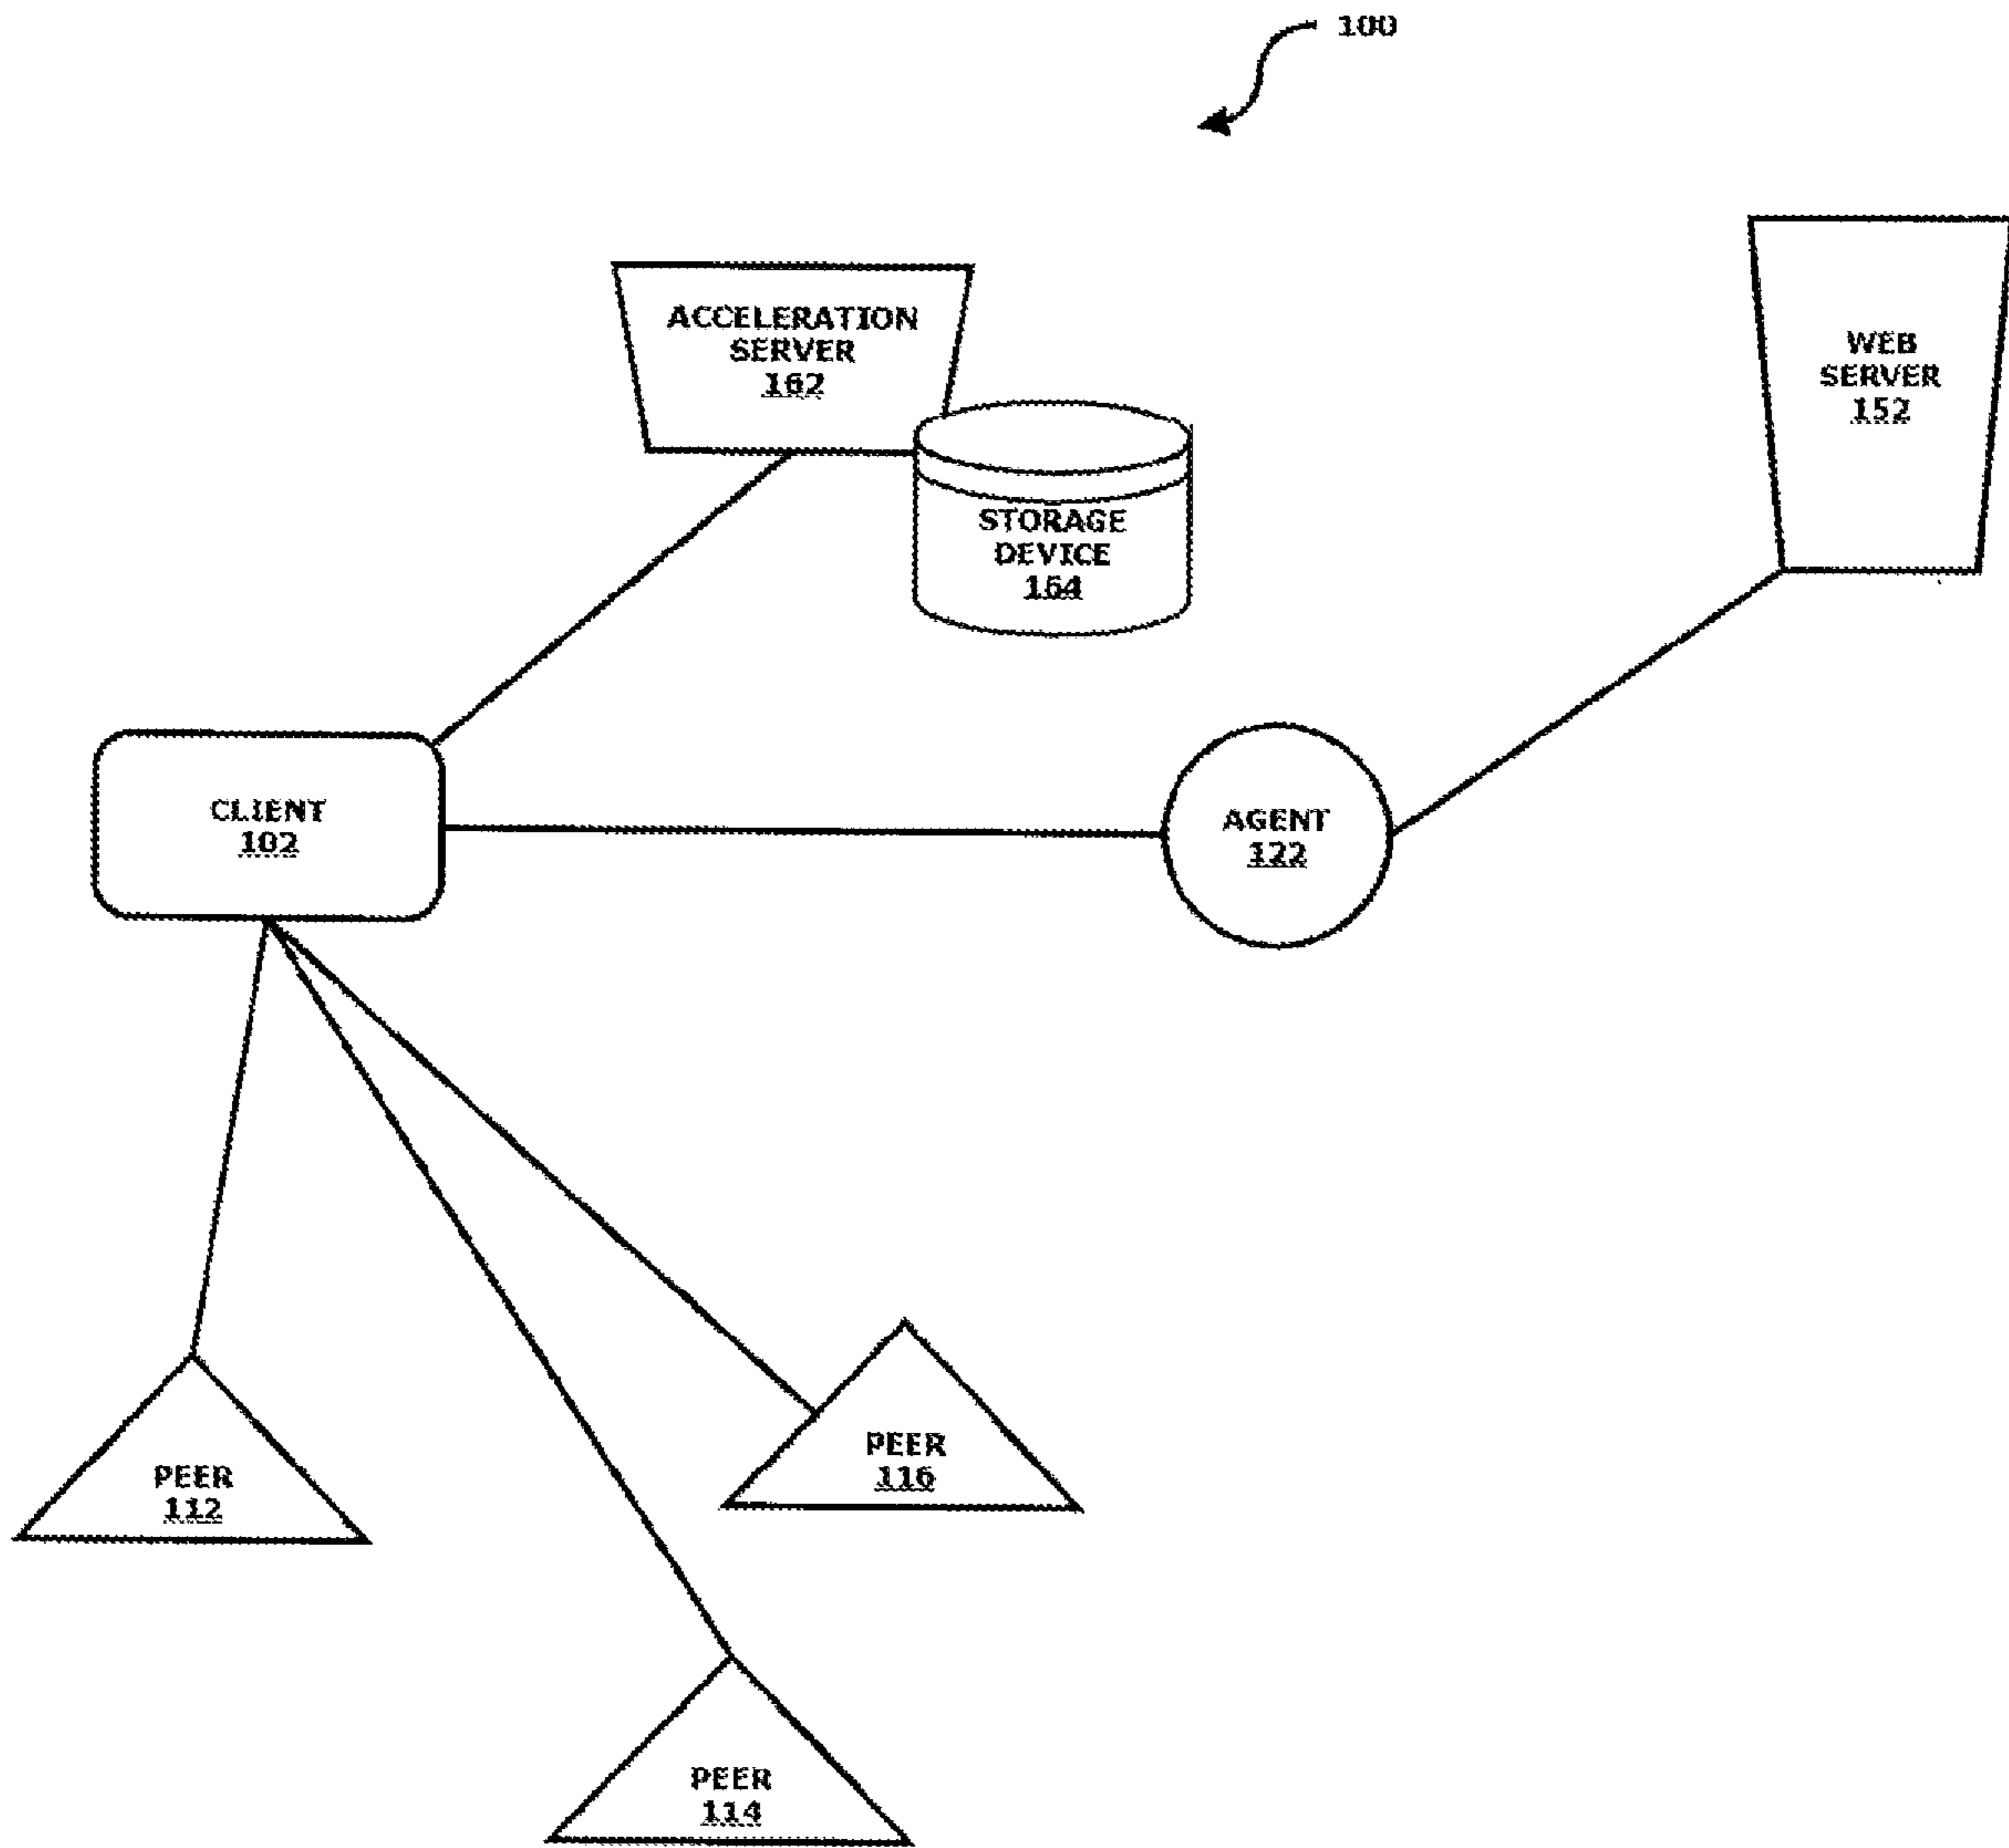 100
ACCELERATION
SERVER
162
STORAGE
DEVICE
164
WEB
SERVER
152
CLIENT
102
AGENT
122
PEER
112
PEER
116
PEER
114